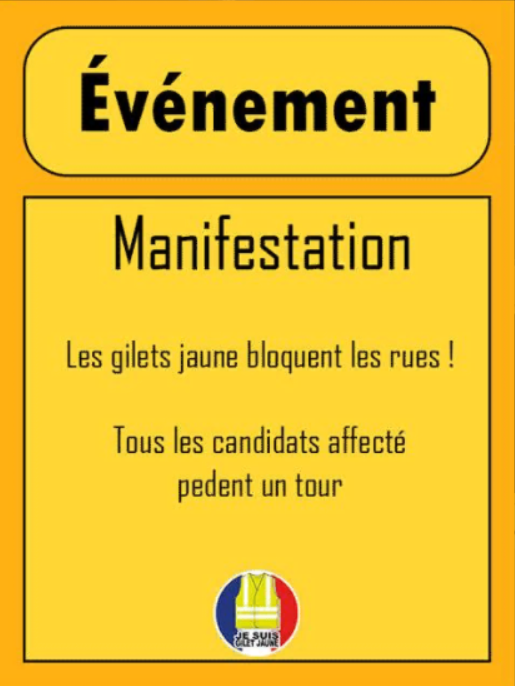 Événement
Manifestation
Les gilets jaune bloquent les rues !
Tous les candidats affecté
pedent un tour
JE SUIS
GILET JAUNE